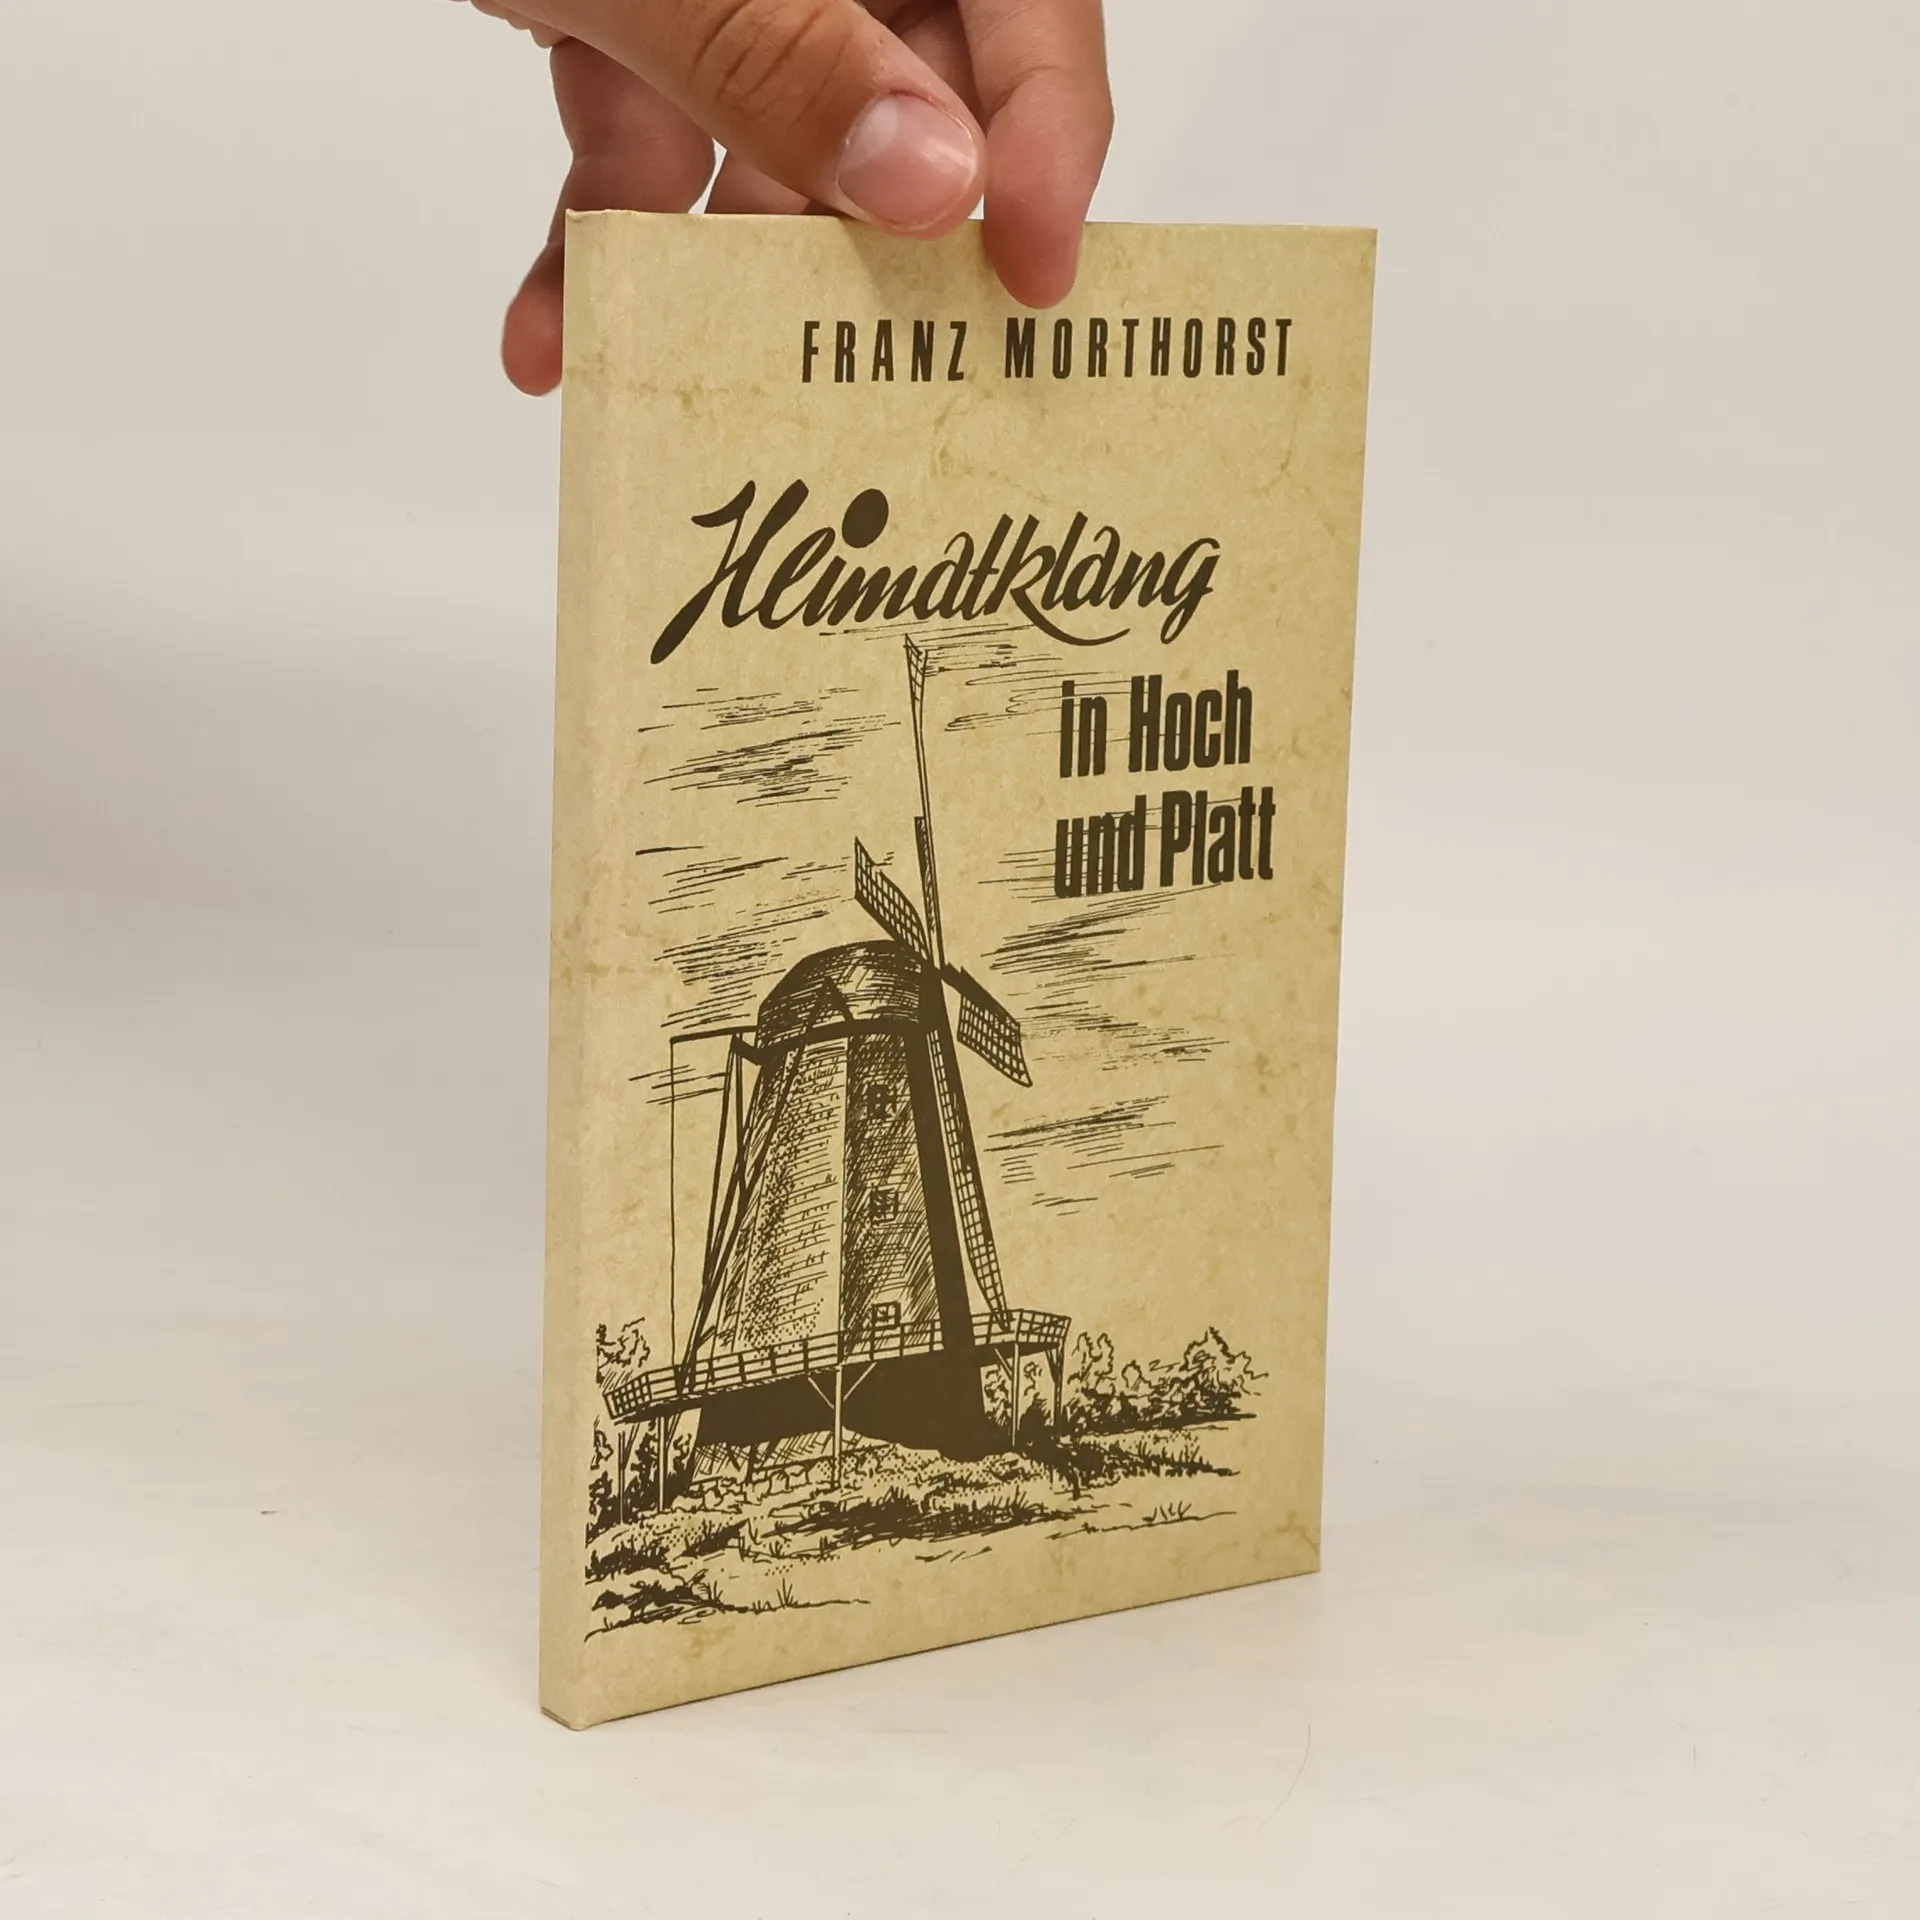 FRANZ MORTHORST
Heimatklang
in Hoch
und Platt